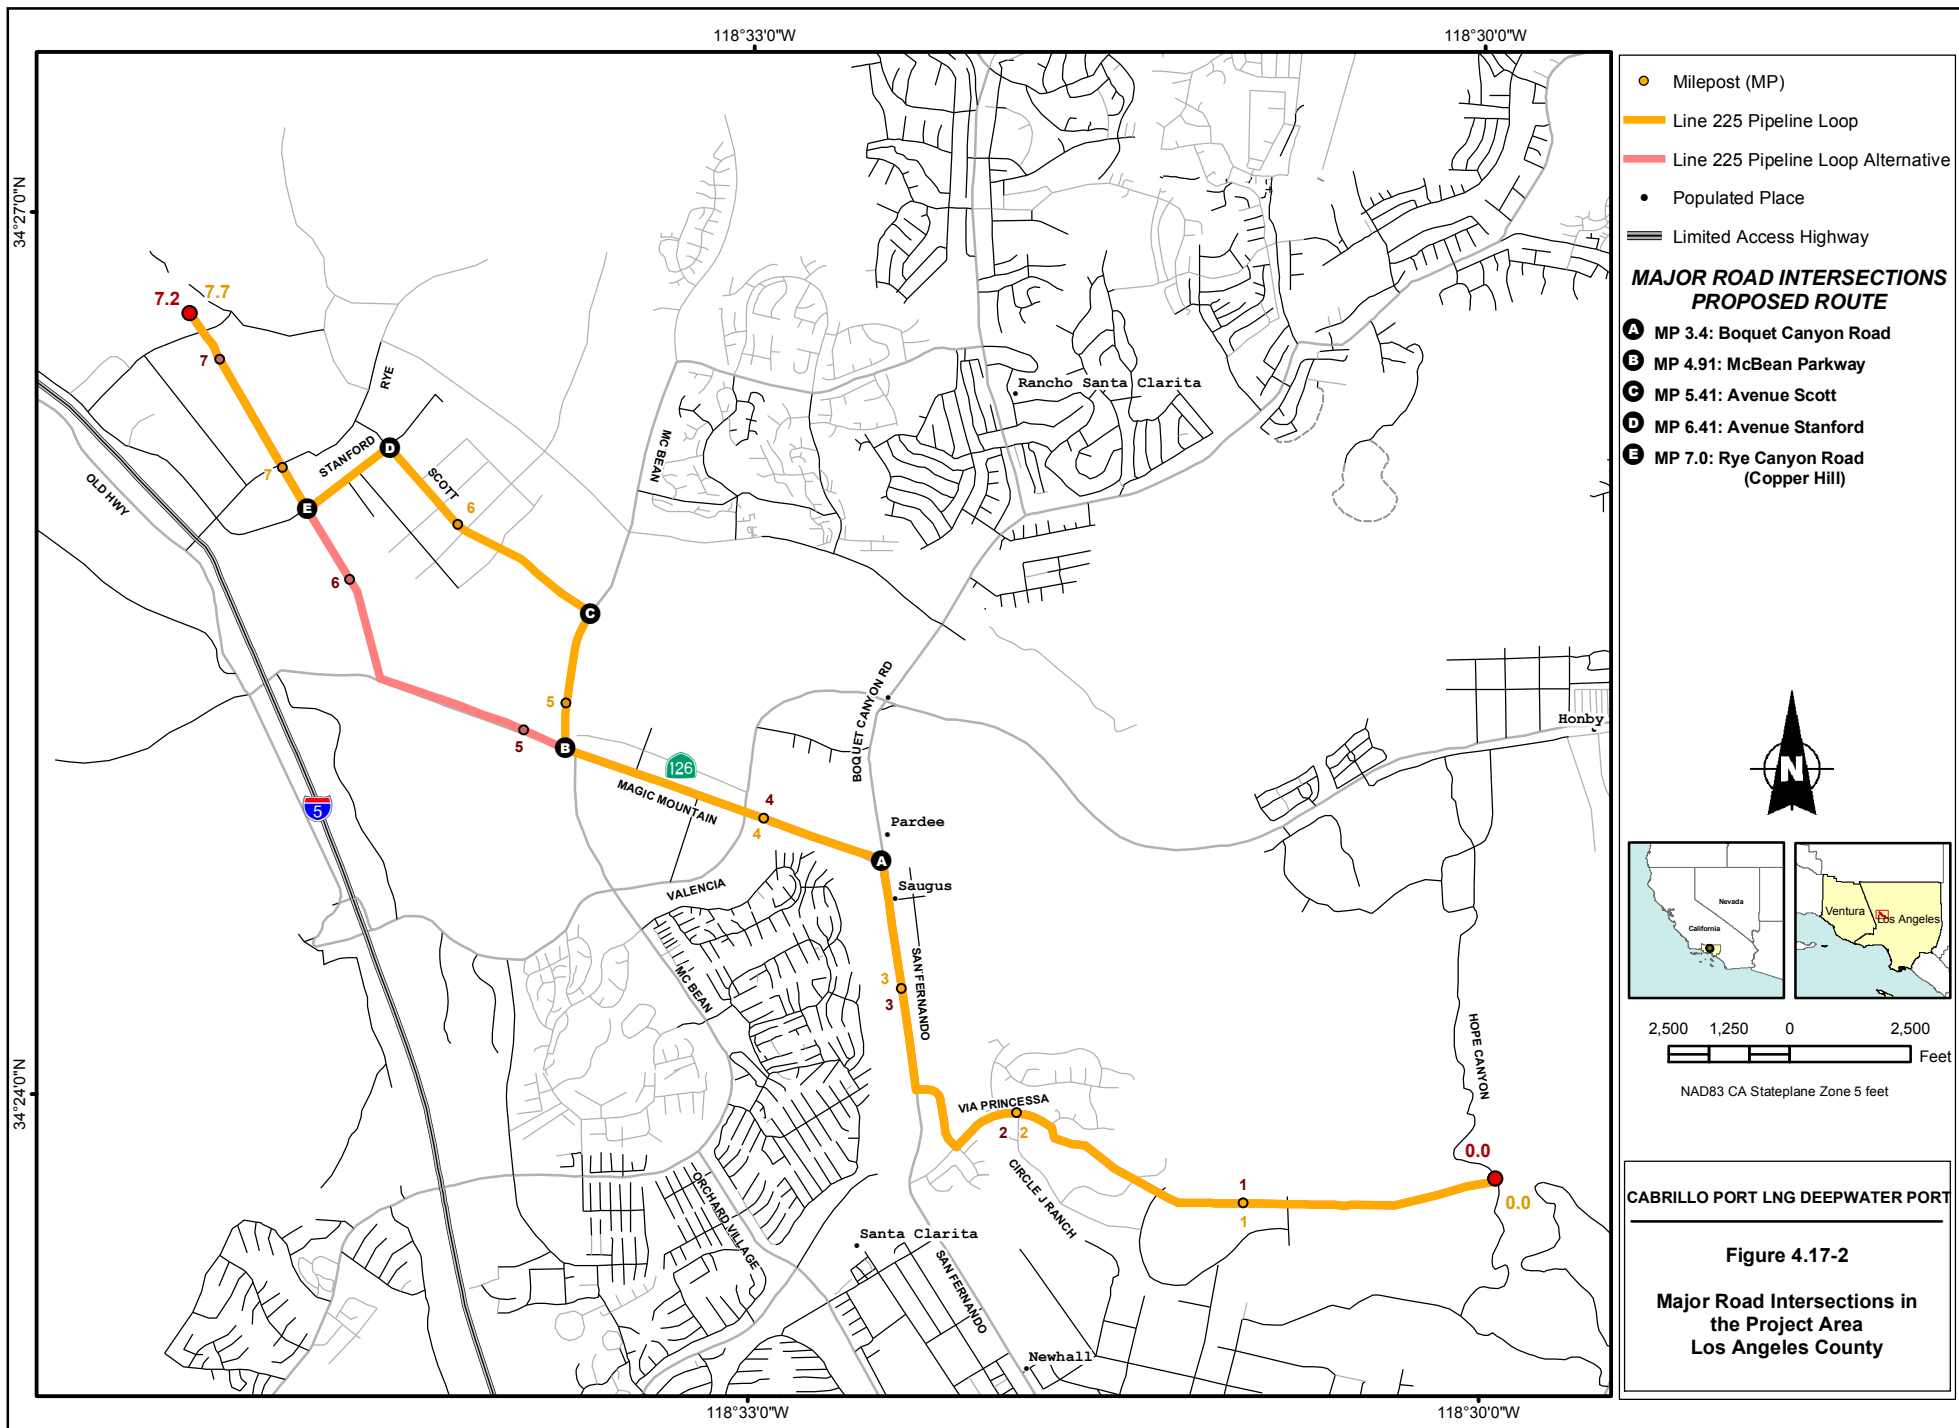 118°33'0"W
118°30'0"W
34°27'0"N
34°24'0"N
118°33'0"W
118°30'0"W
7.2
7.7
7
RYE
7
STANFORD
D
SCOTT
6
E
OLD HWY
6
C
MC BEAN
Rancho Santa Clarita
5
5
B
126
MAGIC MOUNTAIN
4
4
BOQUET CANYON RD
Honby
5
Pardee
A
Saugus
VALENCIA
MC BEAN
3
3
SAN FERNANDO
HOPE CANYON
VIA PRINCESSA
2
2
CIRCLE J RANCH
1
1
0.0
0.0
ORCHARD VILLAGE
Santa Clarita
SAN FERNANDO
Newhall
Milepost (MP)
Line 225 Pipeline Loop
Line 225 Pipeline Loop Alternative
Populated Place
Limited Access Highway
MAJOR ROAD INTERSECTIONS
PROPOSED ROUTE
A MP 3.4: Boquet Canyon Road
B MP 4.91: McBean Parkway
C MP 5.41: Avenue Scott
D MP 6.41: Avenue Stanford
E MP 7.0: Rye Canyon Road
(Copper Hill)
N
Nevada
California
Ventura
Los Angeles
2,500 1,250 0 2,500
Feet
NAD83 CA Stateplane Zone 5 feet
CABRILLO PORT LNG DEEPWATER PORT
Figure 4.17-2
Major Road Intersections in
the Project Area
Los Angeles County